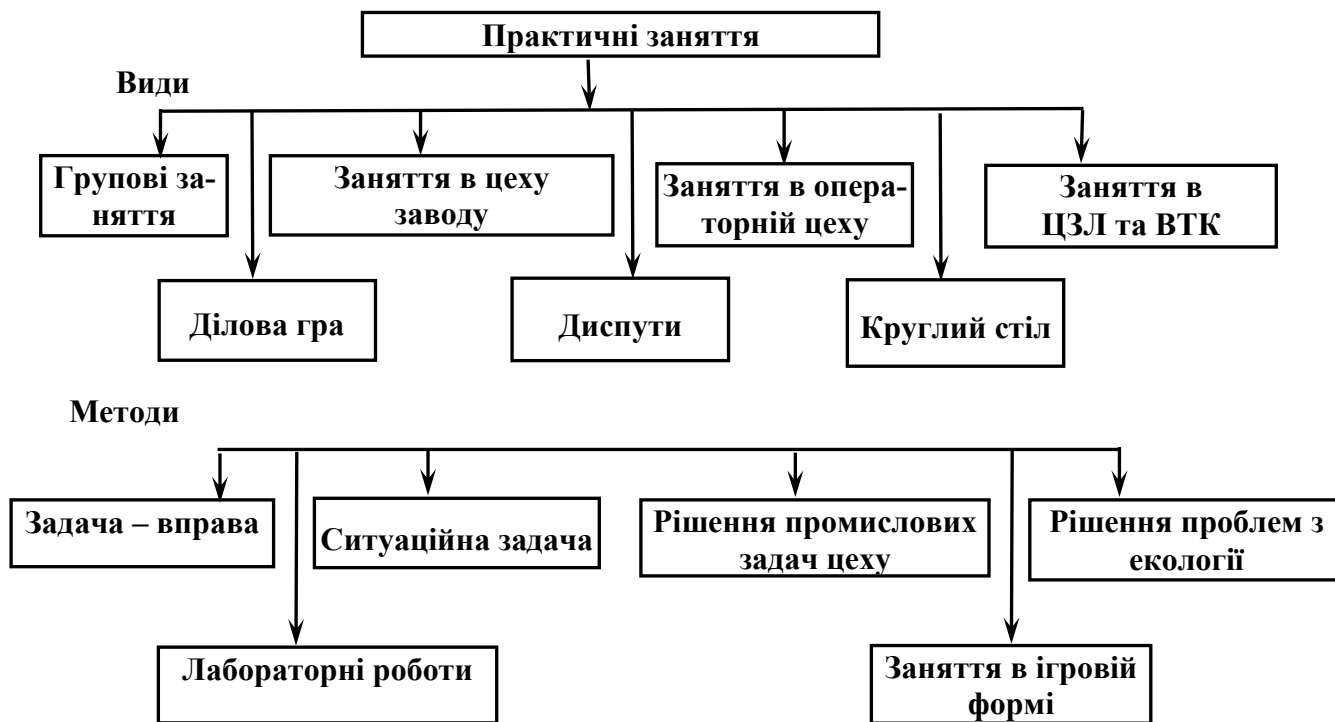 Практичні заняття
Види
Групові за-
няття
Заняття в цеху
заводу
Заняття в опера-
торній цеху
Заняття в
ЦЗЛ та ВТК
Ділова гра
Диспути
Круглий стіл
Методи
Задача – вправа
Ситуаційна задача
Рішення промислових
задач цеху
Рішення проблем з
екології
Лабораторні роботи
Заняття в ігровій
формі